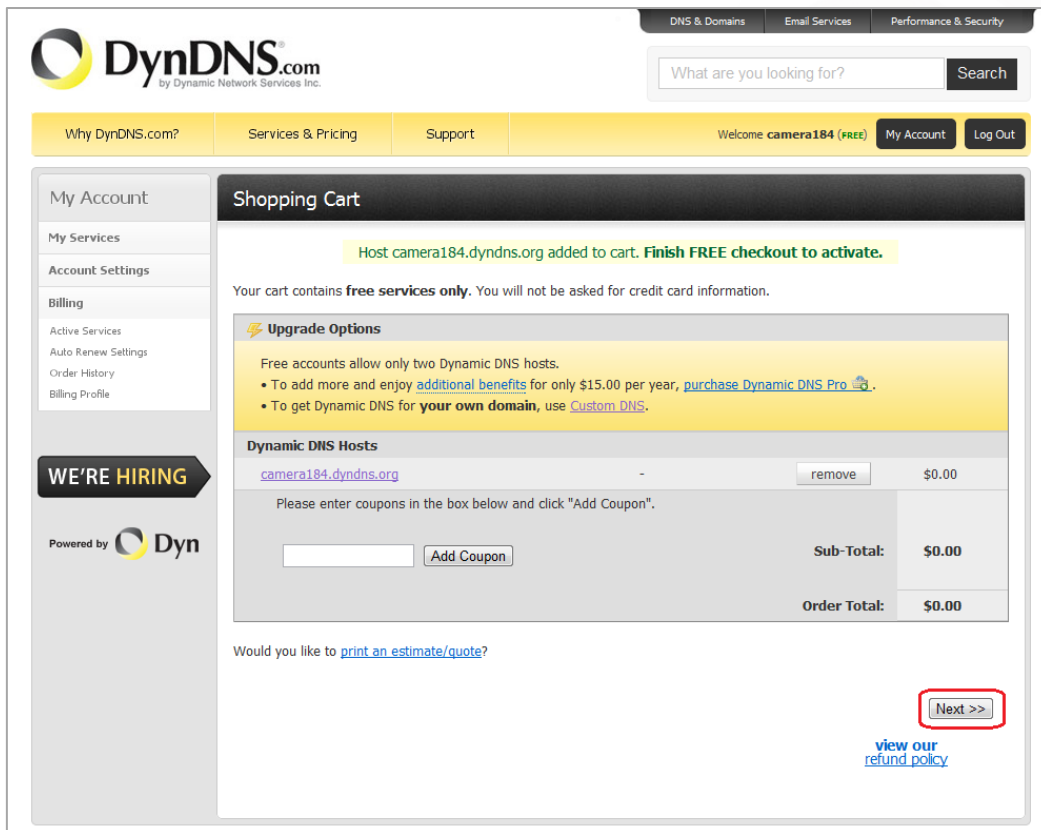 DNS & Domains Email Services Performance & Security
DynDNS.com
by Dynamic Network Services Inc.
What are you looking for? Search
Why DynDNS.com? Services & Pricing Support Welcome camera184 (FREE) My Account Log Out
My Account
My Services
Account Settings
Billing
Active Services
Auto Renew Settings
Order History
Billing Profile
WE'RE HIRING
Powered by Dyn
Shopping Cart
Host camera184.dyndns.org added to cart. Finish FREE checkout to activate.
Your cart contains free services only. You will not be asked for credit card information.
Upgrade Options
Free accounts allow only two Dynamic DNS hosts.
• To add more and enjoy additional benefits for only $15.00 per year, purchase Dynamic DNS Pro .
• To get Dynamic DNS for your own domain, use Custom DNS.
Dynamic DNS Hosts
camera184.dyndns.org - remove $0.00
Please enter coupons in the box below and click "Add Coupon".
Add Coupon Sub-Total: $0.00
Order Total: $0.00
Would you like to print an estimate/quote?
Next >>
view our
refund policy